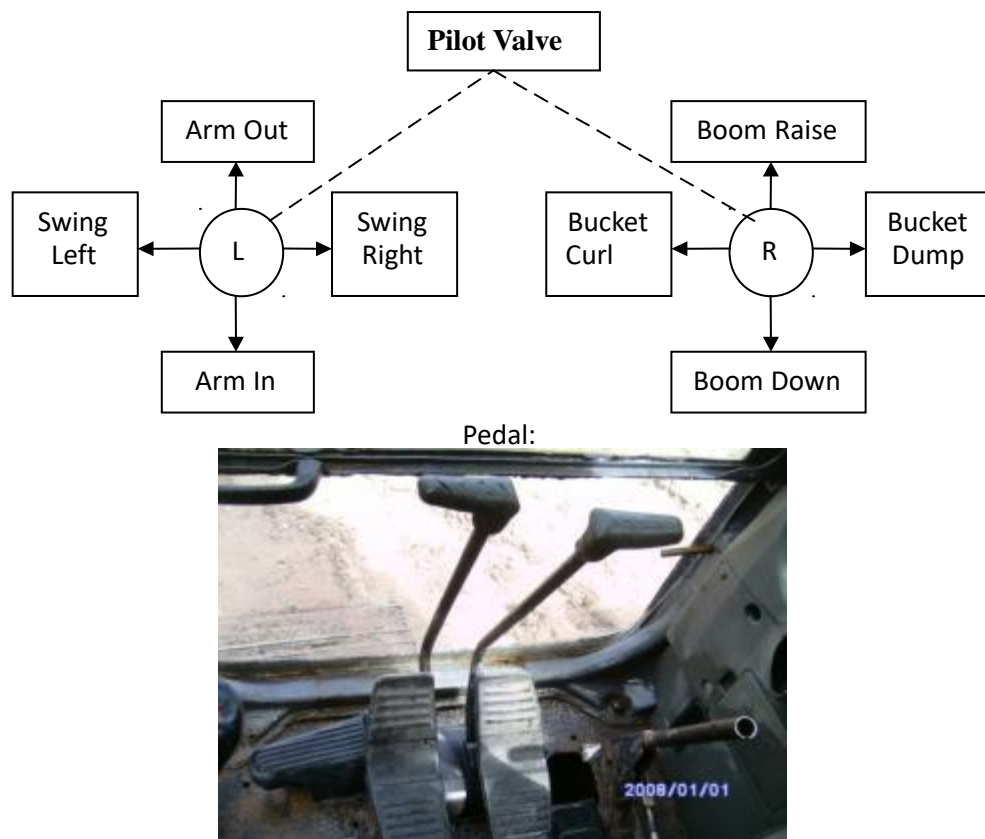 Pilot Valve
Arm Out
Boom Raise
Swing
Left
L
Swing
Right
Bucket
Curl
R
Bucket
Dump
Arm In
Boom Down
Pedal:
2008/01/01